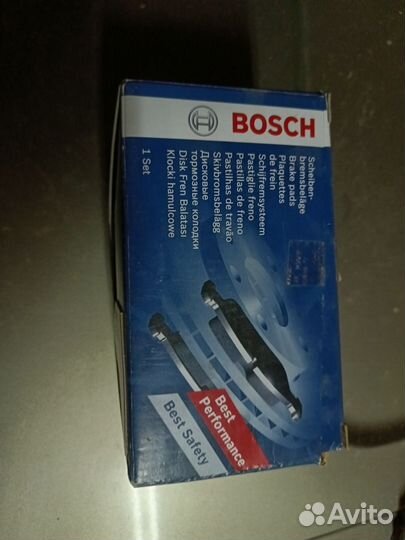 BOSCH
Scheiben-
bremsbeläge
Brake pads
Plaquettes
de frein
Schijfremsysteem
Pastiglie freno
Pastillas de freno
Pastilhas de travão
Skivbromsbelägg
Дисковые
тормозные колодки
Disk Fren Balatası
Klocki hamulcowe
1 Set
Best
Performance
Best Safety
Avito